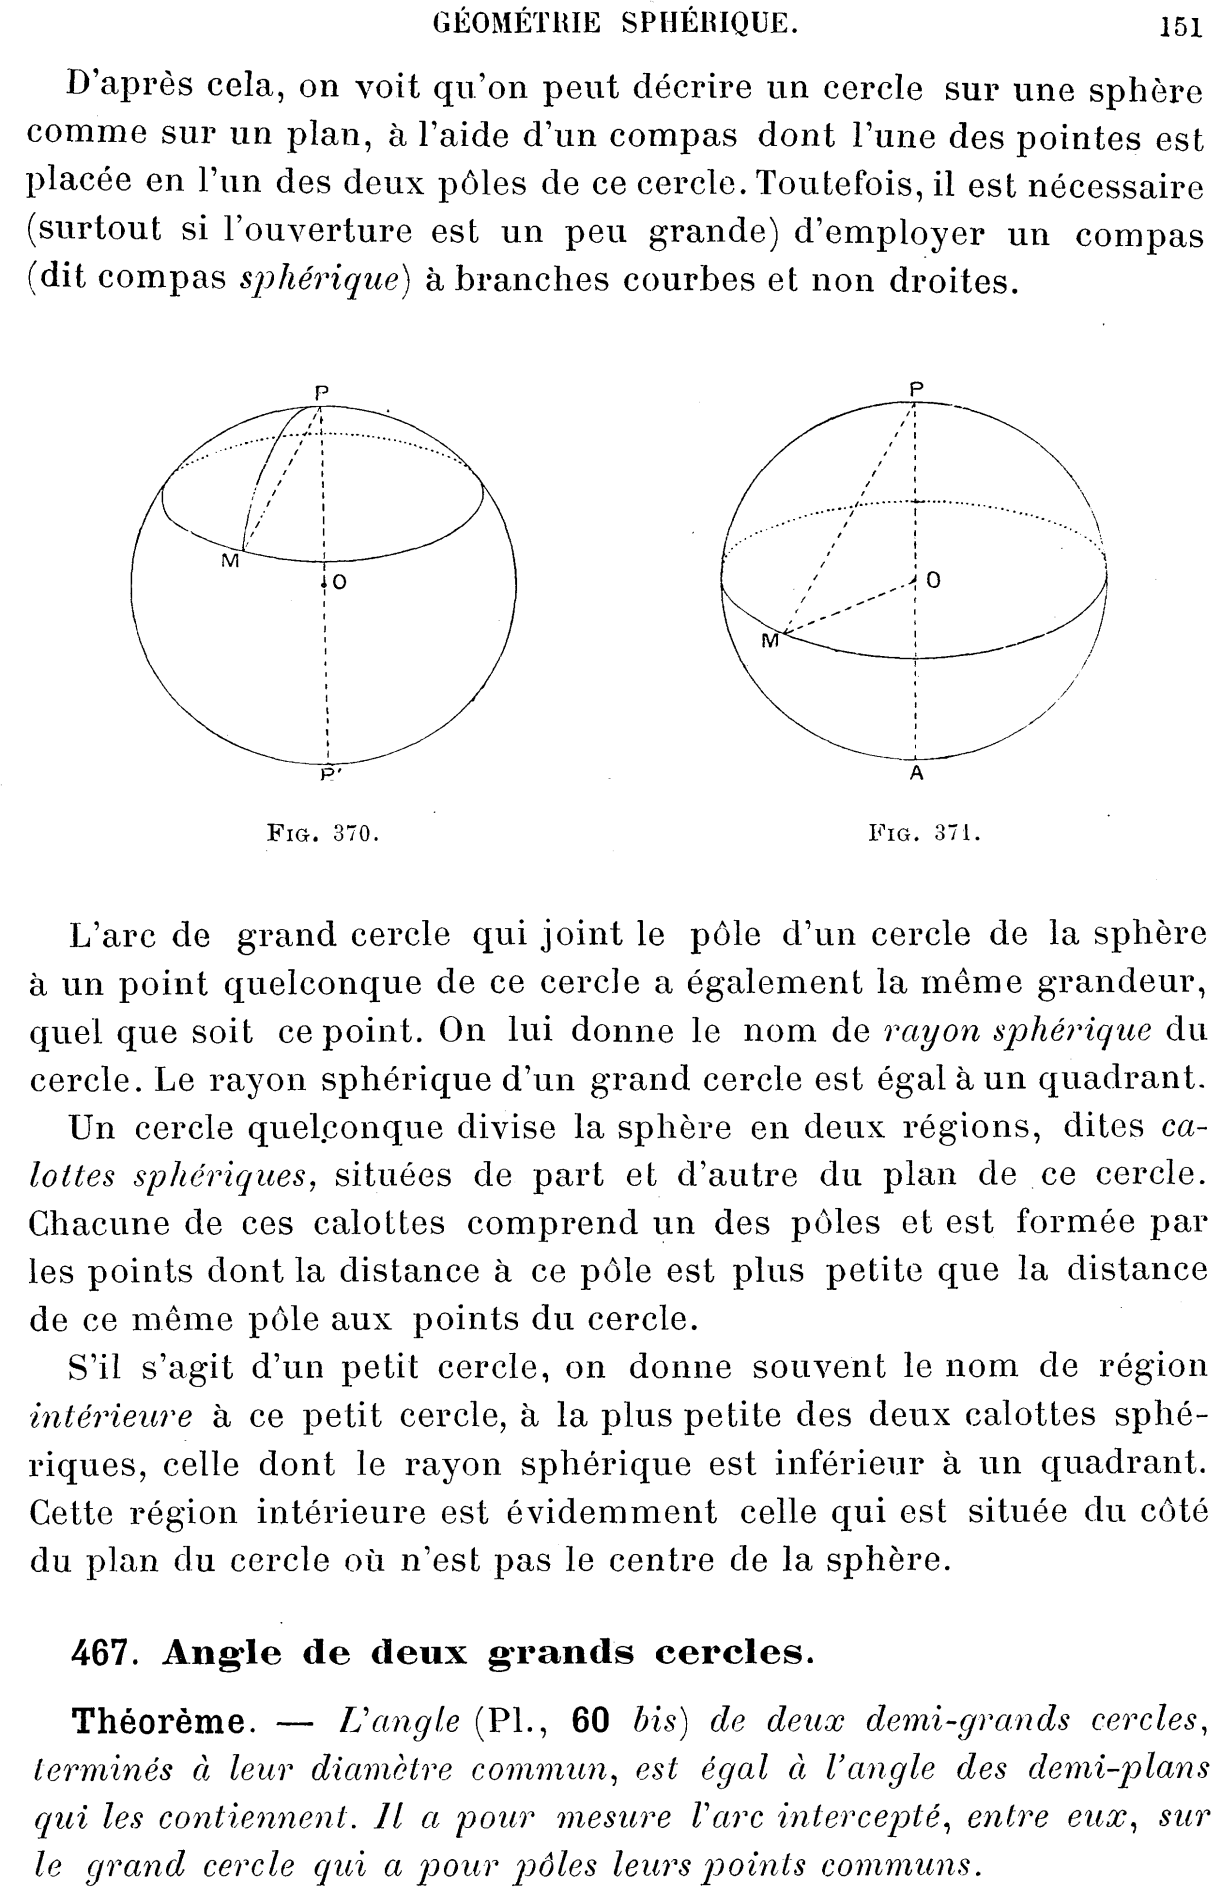 GÉOMÉTRIE SPHÉRIQUE. 151
D'après cela, on voit qu'on peut décrire un cercle sur une sphère
comme sur un plan, à l'aide d'un compas dont l'une des pointes est
placée en l'un des deux pôles de ce cercle. Toutefois, il est nécessaire
(surtout si l'ouverture est un peu grande) d'employer un compas
(dit compas sphérique) à branches courbes et non droites.
P
M
O
P'
FIG. 370.
P
O
M
A
FIG. 371.
L'arc de grand cercle qui joint le pôle d'un cercle de la sphère
à un point quelconque de ce cercle a également la même grandeur,
quel que soit ce point. On lui donne le nom de rayon sphérique du
cercle. Le rayon sphérique d'un grand cercle est égal à un quadrant.
Un cercle quelconque divise la sphère en deux régions, dites ca-
lottes sphériques, situées de part et d'autre du plan de ce cercle.
Chacune de ces calottes comprend un des pôles et est formée par
les points dont la distance à ce pôle est plus petite que la distance
de ce même pôle aux points du cercle.
S'il s'agit d'un petit cercle, on donne souvent le nom de région
intérieure à ce petit cercle, à la plus petite des deux calottes sphé-
riques, celle dont le rayon sphérique est inférieur à un quadrant.
Cette région intérieure est évidemment celle qui est située du côté
du plan du cercle où n'est pas le centre de la sphère.
467. Angle de deux grands cercles.
Théorème. — L'angle (Pl., 60 bis) de deux demi-grands cercles,
terminés à leur diamètre commun, est égal à l'angle des demi-plans
qui les contiennent. Il a pour mesure l'arc intercepté, entre eux, sur
le grand cercle qui a pour pôles leurs points communs.